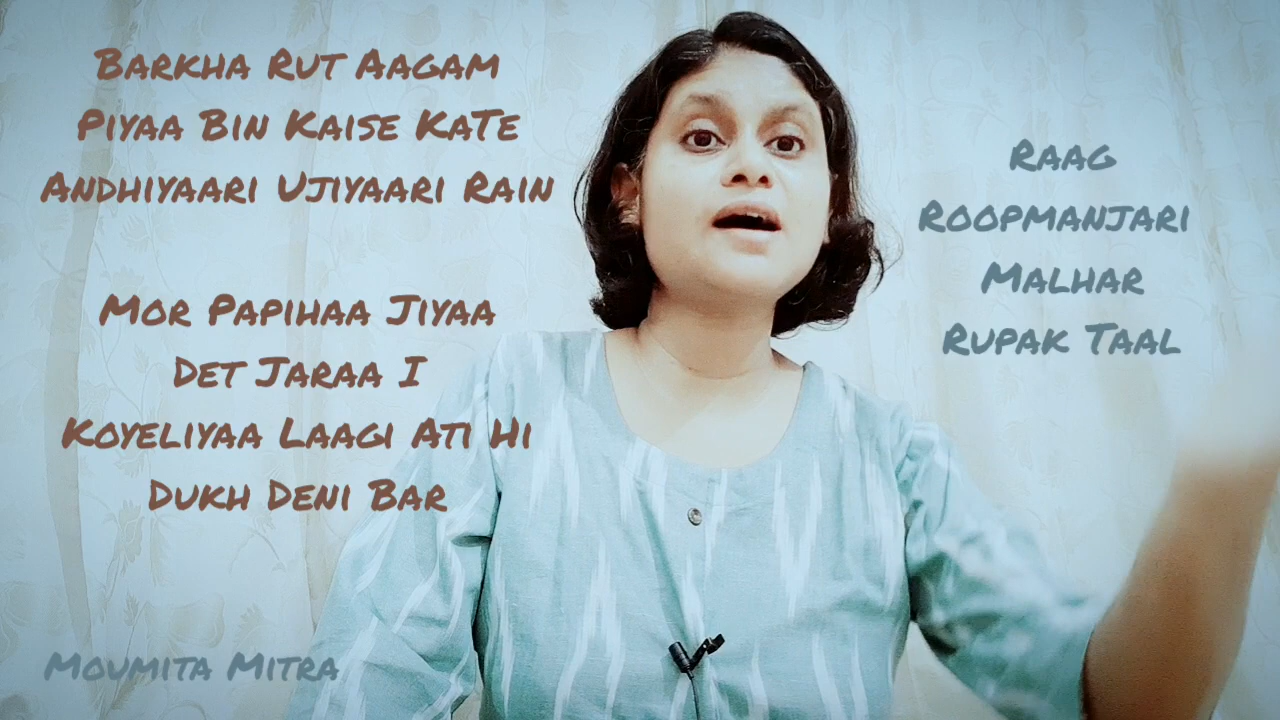 Barkha Rut Aagam
Piyaa Bin Kaise KaTe
Andhiyaari Ujiyaari Rain
Mor Papihaa Jiyaa
Det Jaraa I
Koyeliyaa Laagi Ati Hi
Dukh Deni Bar
Raag
Roopmanjari
Malhar
Rupak Taal
Moumita Mitra